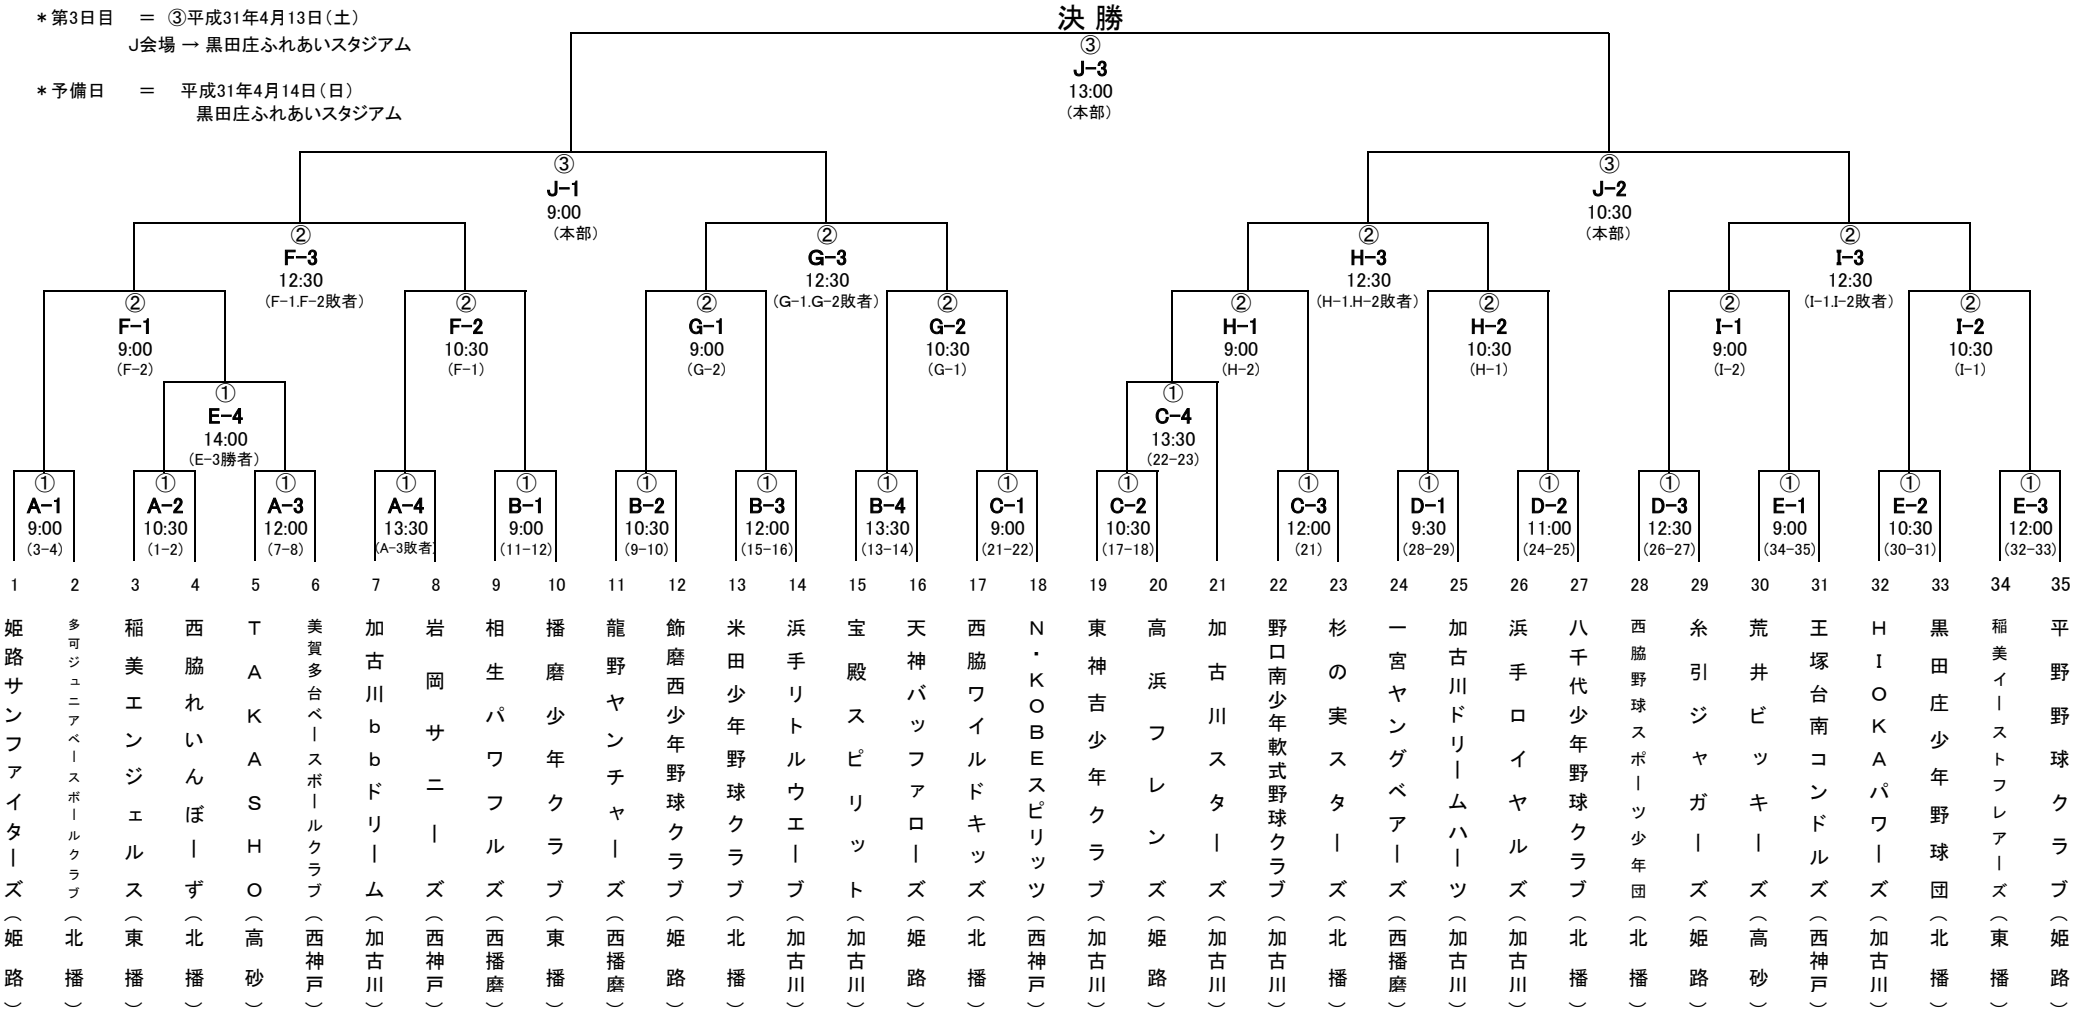 ＊第3日目 ＝ ③平成31年4月13日（土）
J会場 → 黒田庄ふれあいスタジアム
＊予備日 ＝ 平成31年4月14日（日）
黒田庄ふれあいスタジアム
決 勝
③
J-3
13:00
（本部）
③
J-1
9:00
（本部）
③
J-2
10:30
（本部）
②
F-3
12:30
（F-1.F-2敗者）
②
G-3
12:30
（G-1.G-2敗者）
②
H-3
12:30
（H-1.H-2敗者）
②
I-3
12:30
（I-1.I-2敗者）
②
F-1
9:00
（F-2）
②
F-2
10:30
（F-1）
②
G-1
9:00
（G-2）
②
G-2
10:30
（G-1）
②
H-1
9:00
（H-2）
②
H-2
10:30
（H-1）
②
I-1
9:00
（I-2）
②
I-2
10:30
（I-1）
①
E-4
14:00
（E-3勝者）
①
C-4
13:30
（22-23）
①
A-1
9:00
（3-4）
①
A-2
10:30
（1-2）
①
A-3
12:00
（7-8）
①
A-4
13:30
（A-3敗者）
①
B-1
9:00
（11-12）
①
B-2
10:30
（9-10）
①
B-3
12:00
（15-16）
①
B-4
13:30
（13-14）
①
C-1
9:00
（21-22）
①
C-2
10:30
（17-18）
①
C-3
12:00
（21）
①
D-1
9:30
（28-29）
①
D-2
11:00
（24-25）
①
D-3
12:30
（26-27）
①
E-1
9:00
（34-35）
①
E-2
10:30
（30-31）
①
E-3
12:00
（32-33）
1 姫路サンファイターズ（姫路）
2 多可ジュニアベースボールクラブ（北播）
3 稲美エンジェルス（東播）
4 西脇れいんぼーず（北播）
5 TAKASHO（高砂）
6 美賀多台ベースボールクラブ（西神戸）
7 加古川bbドリーム（加古川）
8 岩岡サニーズ（西神戸）
9 相生パワフルズ（西播磨）
10 播磨少年クラブ（東播）
11 龍野ヤンチャーズ（西播磨）
12 飾磨西少年野球クラブ（姫路）
13 米田少年野球クラブ（北播）
14 浜手リトルウエーブ（加古川）
15 宝殿スピリット（加古川）
16 天神バッファローズ（姫路）
17 西脇ワイルドキッズ（北播）
18 N・KOBEスピリッツ（西神戸）
19 東神吉少年クラブ（加古川）
20 高浜フレンズ（姫路）
21 加古川スターズ（加古川）
22 野口南少年軟式野球クラブ（加古川）
23 杉の実スターズ（北播）
24 一宮ヤングベアーズ（西播磨）
25 加古川ドリームハーツ（加古川）
26 浜手ロイヤルズ（加古川）
27 八千代少年野球クラブ（北播）
28 西脇野球スポーツ少年団（北播）
29 糸引ジャガーズ（姫路）
30 荒井ビッキーズ（高砂）
31 王塚台南コンドルズ（西神戸）
32 HIOKAパワーズ（加古川）
33 黒田庄少年野球団（北播）
34 稲美イーストフレアーズ（東播）
35 平野野球クラブ（姫路）